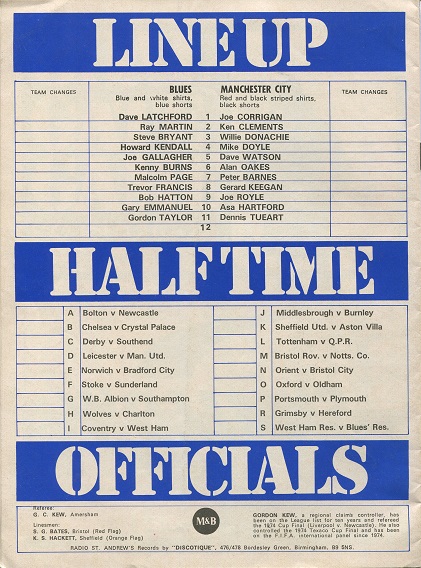 LINE UP
TEAM CHANGES
BLUES
Blue and white shirts,
blue shorts
MANCHESTER CITY
Red and black striped shirts,
black shorts
TEAM CHANGES
Dave LATCHFORD 1 Joe CORRIGAN
Ray MARTIN 2 Ken CLEMENTS
Steve BRYANT 3 Willie DONACHIE
Howard KENDALL 4 Mike DOYLE
Joe GALLAGHER 5 Dave WATSON
Kenny BURNS 6 Alan OAKES
Malcolm PAGE 7 Peter BARNES
Trevor FRANCIS 8 Gerard KEEGAN
Bob HATTON 9 Joe ROYLE
Gary EMMANUEL 10 Asa HARTFORD
Gordon TAYLOR 11 Dennis TUEART
12
HALF TIME
A Bolton v Newcastle
B Chelsea v Crystal Palace
C Derby v Southend
D Leicester v Man. Utd.
E Norwich v Bradford City
F Stoke v Sunderland
G W.B. Albion v Southampton
H Wolves v Charlton
I Coventry v West Ham
J Middlesbrough v Burnley
K Sheffield Utd. v Aston Villa
L Tottenham v Q.P.R.
M Bristol Rov. v Notts. Co.
N Orient v Bristol City
O Oxford v Oldham
P Portsmouth v Plymouth
R Grimsby v Hereford
S West Ham Res. v Blues' Res.
OFFICIALS
Referee:
G. C. KEW, Amersham
Linesmen:
S. G. BATES, Bristol (Red Flag)
K. S. HACKETT, Sheffield (Orange Flag)
M&B
GORDON KEW, a regional claims controller, has
been on the League list for ten years and refereed
the 1974 Cup Final (Liverpool v. Newcastle). He also
controlled the 1974 Texaco Cup Final and has been
on the F.I.F.A. international panel since 1974.
RADIO ST. ANDREW'S Records by "DISCOTIQUE", 476/478 Bordesley Green, Birmingham, B9 5NS.